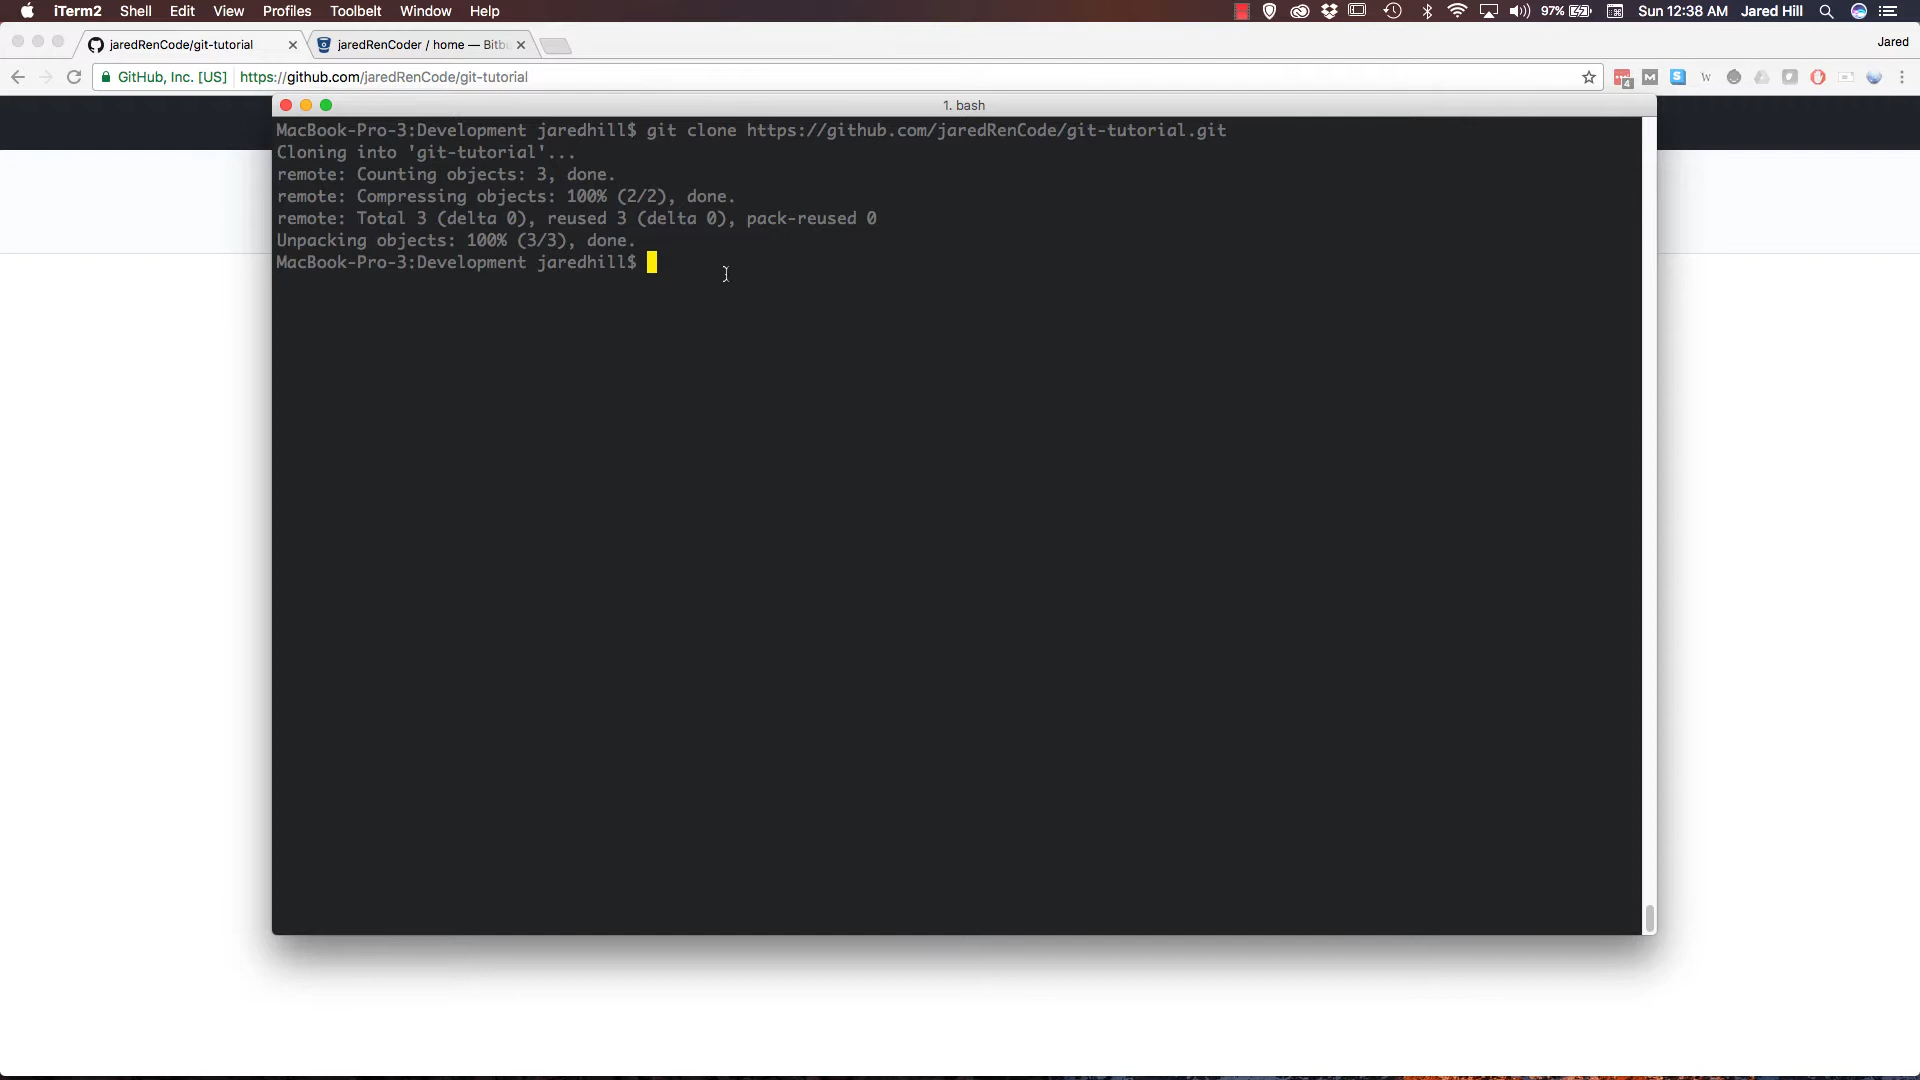 iTerm2 Shell Edit View Profiles Toolbelt Window Help 97% Sun 12:38 AM Jared Hill
jaredRenCode/git-tutorial jaredRenCoder / home — Bitb Jared
GitHub, Inc. [US] https://github.com/jaredRenCode/git-tutorial
1. bash
MacBook-Pro-3:Development jaredhill$ git clone https://github.com/jaredRenCode/git-tutorial.git
Cloning into 'git-tutorial'...
remote: Counting objects: 3, done.
remote: Compressing objects: 100% (2/2), done.
remote: Total 3 (delta 0), reused 3 (delta 0), pack-reused 0
Unpacking objects: 100% (3/3), done.
MacBook-Pro-3:Development jaredhill$